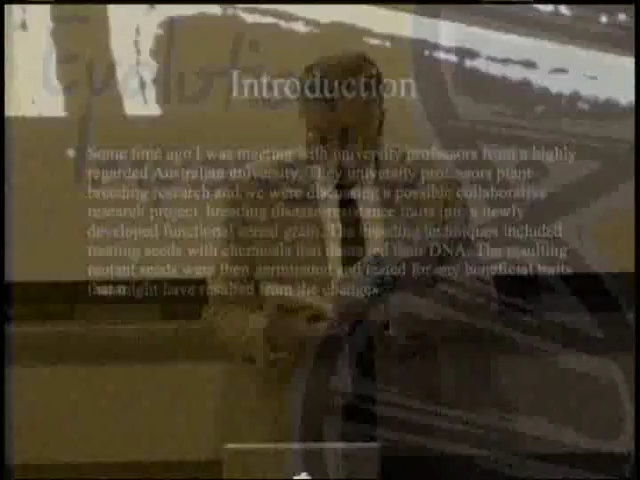 Evolution
Introduction
• Some time ago I was meeting with university professors from a highly
regarded Australian university. They university professors plant
breeding research and we were discussing a possible collaborative
research project, breeding disease resistance traits into a newly
developed functional cereal grain. The breeding techniques included
treating seeds with chemicals that their DNA. The resulting
mutant seeds were then germinated and tested for any beneficial traits
that might have resulted from the changes.